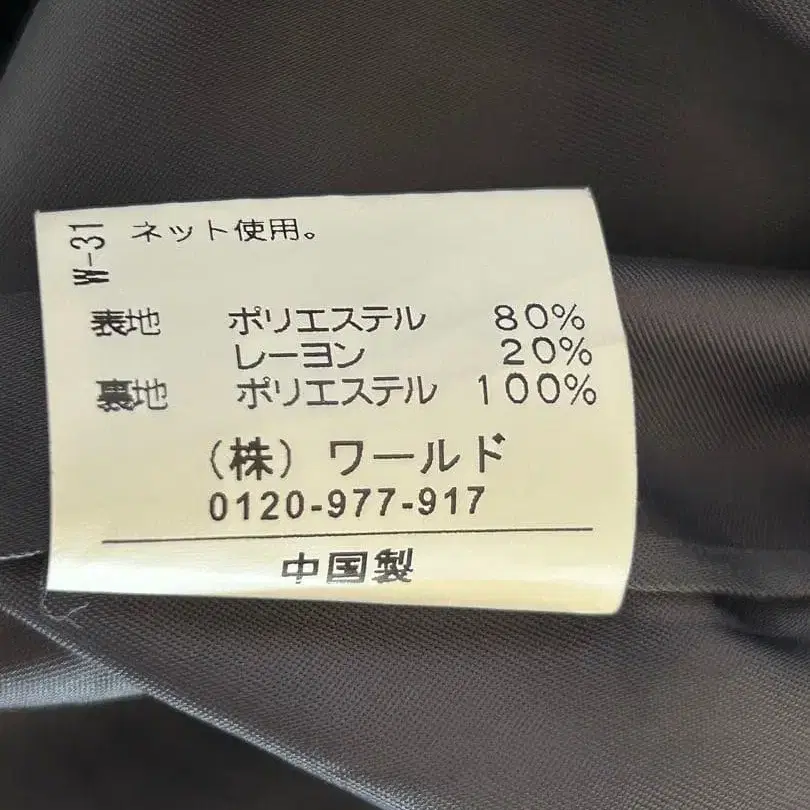 W-31
ネット使用。
表地 ポリエステル 80%
レーヨン 20%
裏地 ポリエステル 100%
(株) ワールド
0120-977-917
中国製